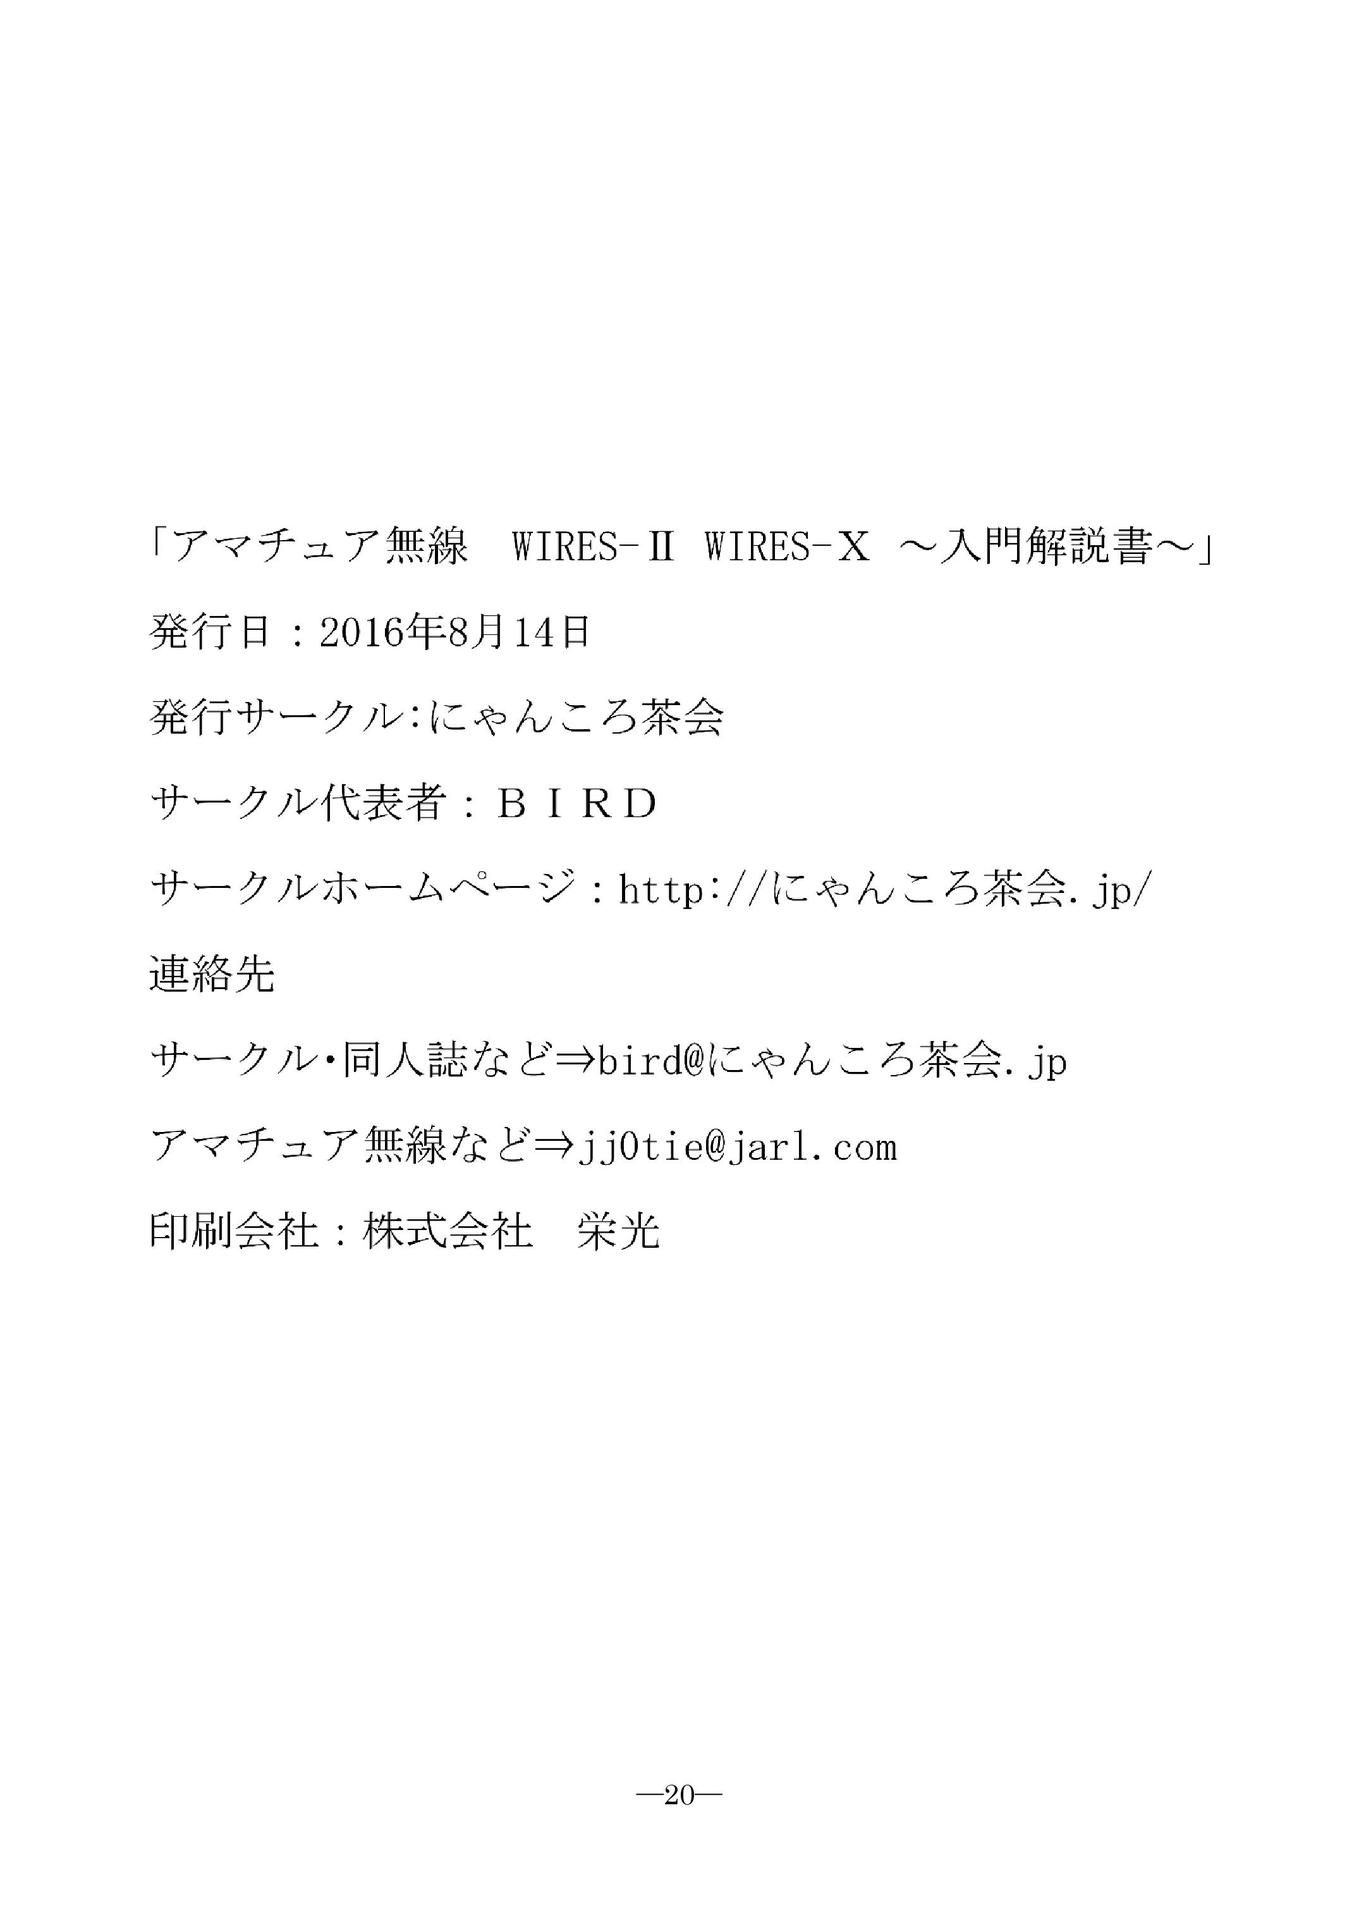 「アマチュア無線　WIRES-Ⅱ WIRES-Ⅹ ～入門解説書～」
発行日：2016年8月14日
発行サークル:にゃんころ茶会
サークル代表者：ＢＩＲＤ
サークルホームページ：http://にゃんころ茶会.jp/
連絡先
サークル・同人誌など⇒bird@にゃんころ茶会.jp
アマチュア無線など⇒jj0tie@jarl.com
印刷会社：株式会社　栄光
―20―